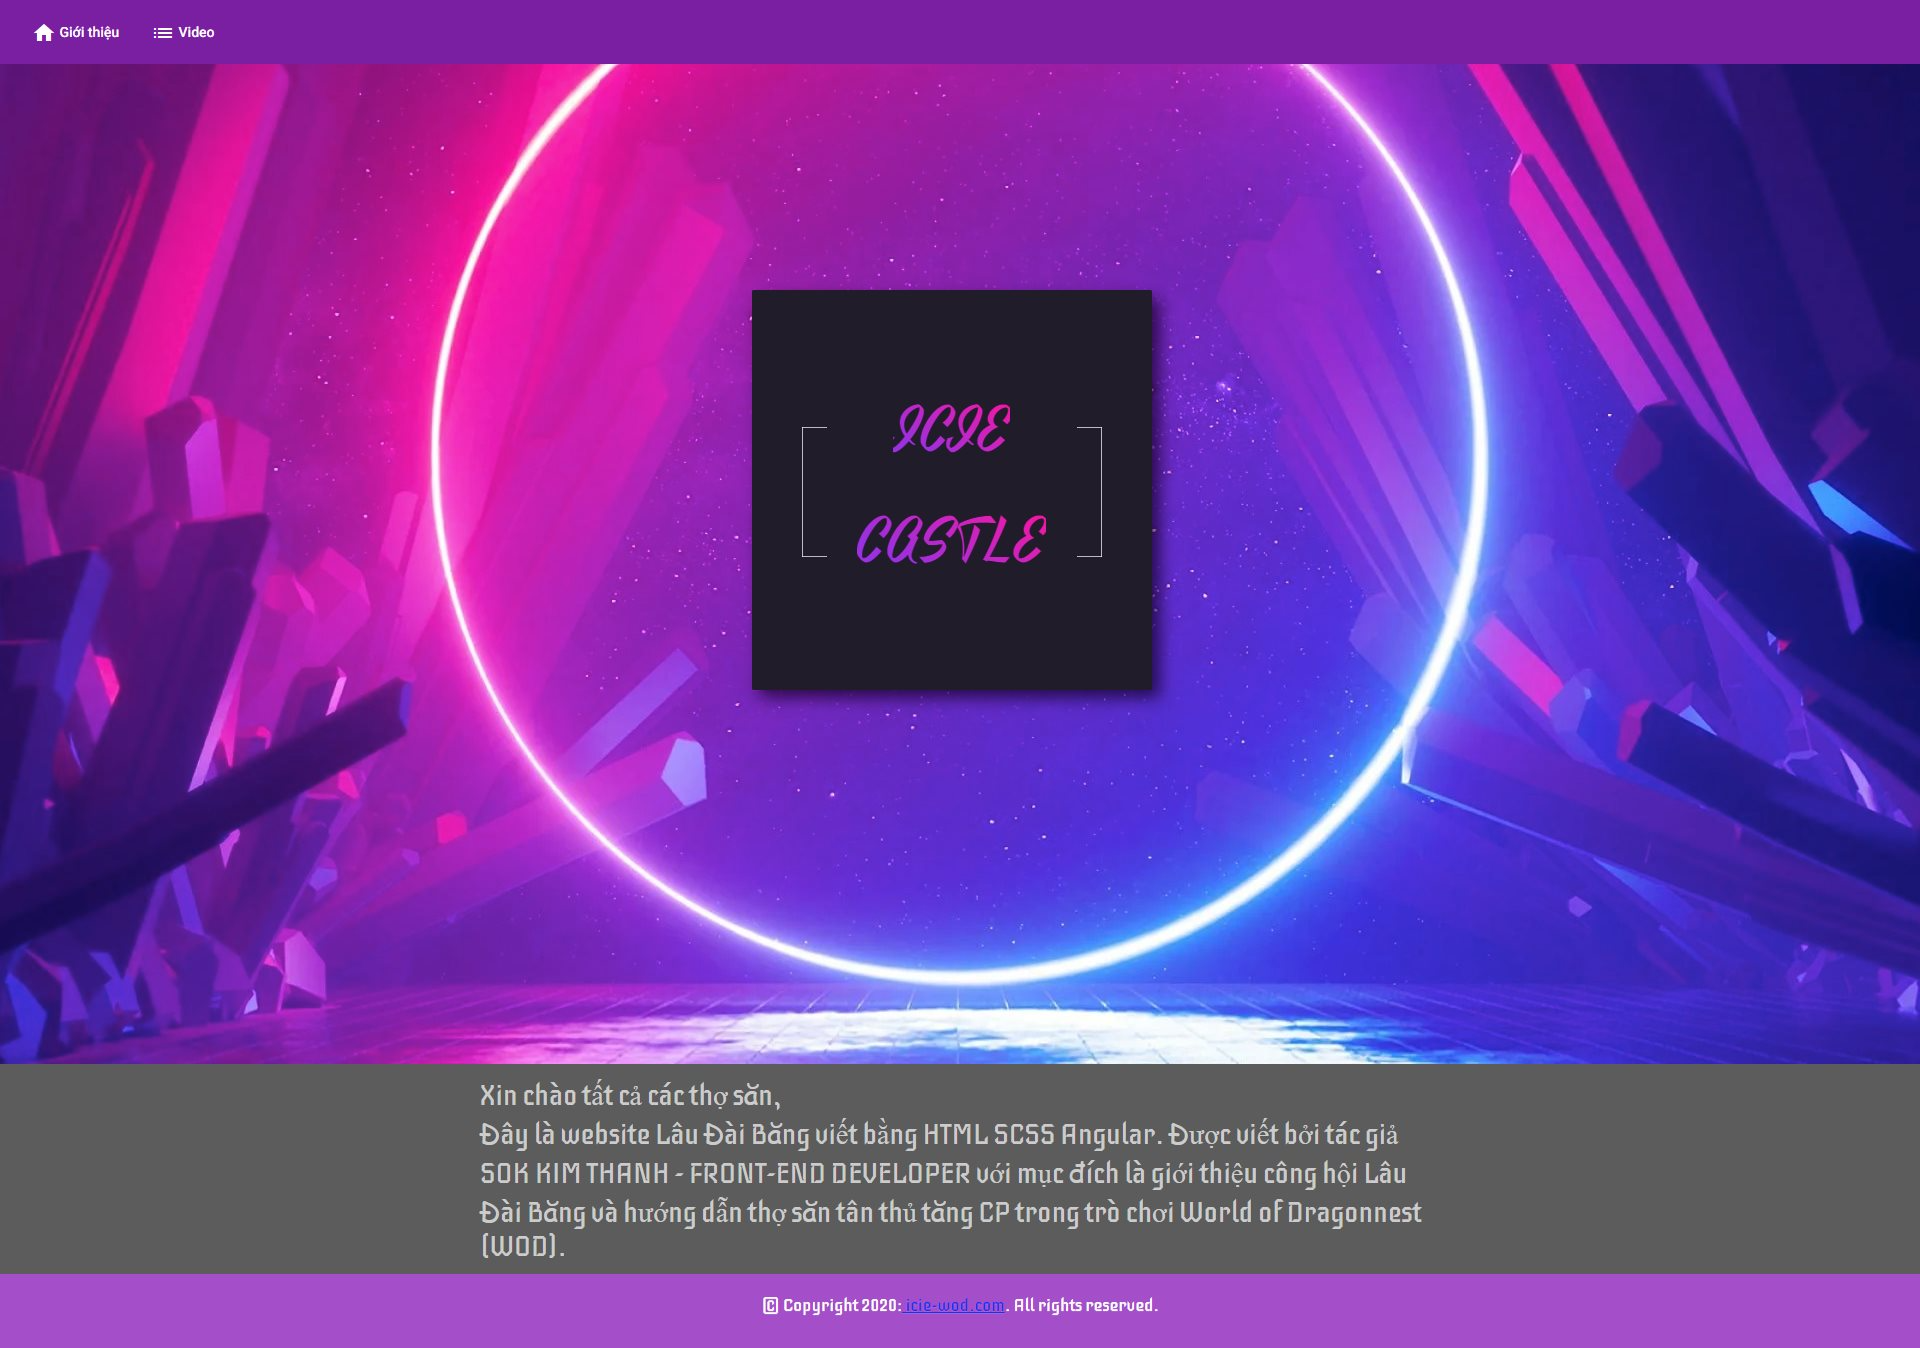 Giới thiệu
Video
ICIE
CASTLE
Xin chào tất cả các thợ săn,
Đây là website Lâu Đài Băng viết bằng HTML SCSS Angular. Được viết bởi tác giả
SOK KIM THANH - FRONT-END DEVELOPER với mục đích là giới thiệu công hội Lâu
Đài Băng và hướng dẫn thợ săn tân thủ tăng CP trong trò chơi World of Dragonnest
(WOD).
© Copyright 2020: icie-wod.com. All rights reserved.